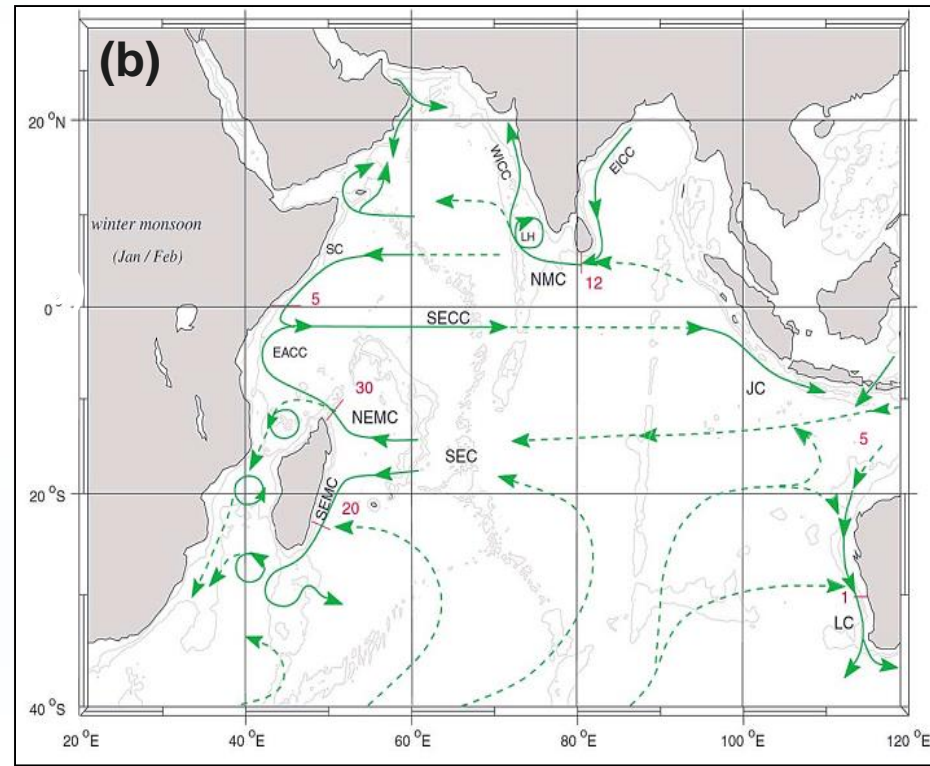 (b)
20 °N
WICC
EICC
winter monsoon
(Jan / Feb)
LH
SC
NMC
12
5
0
SECC
EACC
30
JC
NEMC
5
SEC
20 °S
SEMC
20
1
LC
40 °S
20 °E
40 °E
60 °E
80 °E
100 °E
120 °E